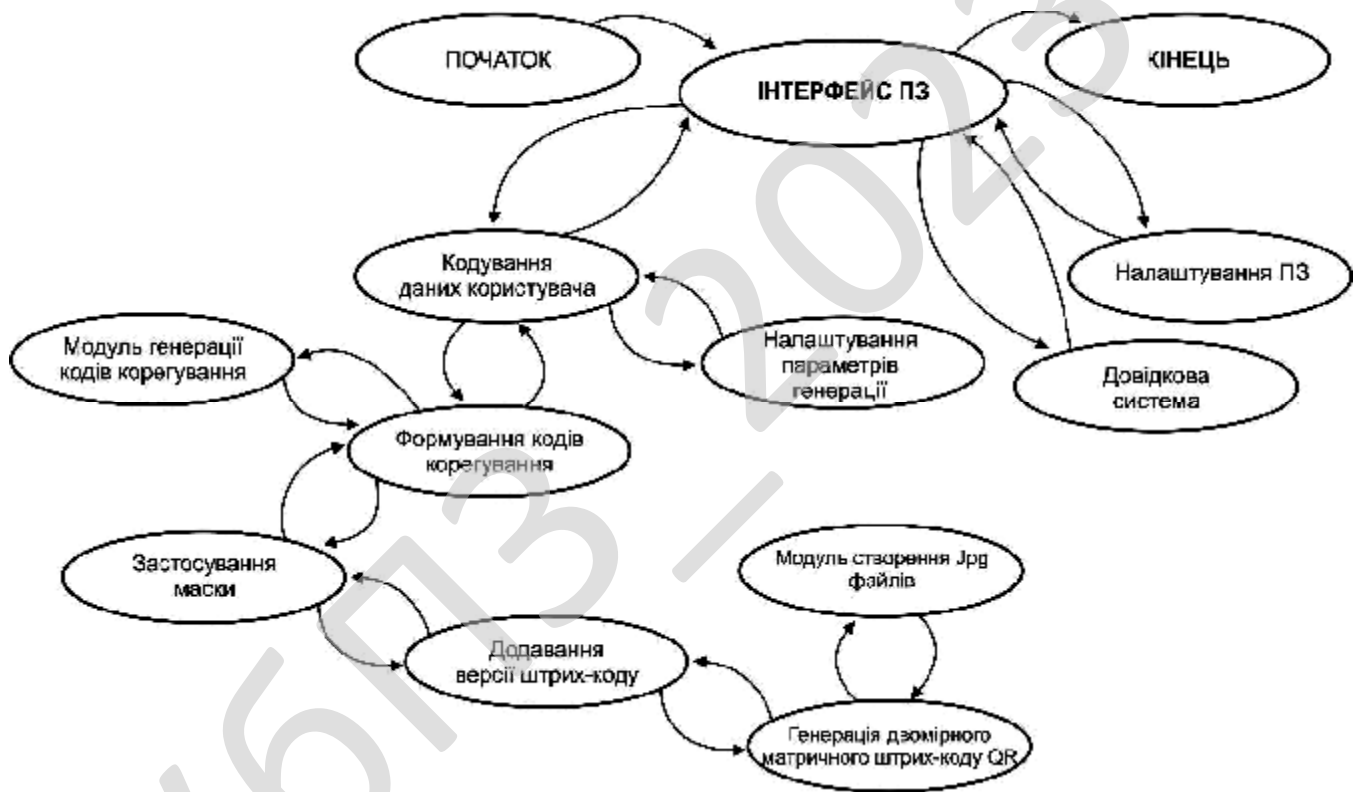 ПОЧАТОК
ІНТЕРФЕЙС ПЗ
КІНЕЦЬ
Кодування
даних користувача
Налаштування ПЗ
Модуль генерації
кодів корегування
Налаштування
параметрів
генерації
Довідкова
система
Формування кодів
корегування
Застосування
маски
Модуль створення Jpg
файлів
Додавання
версії штрих-коду
Генерація двомірного
матричного штрих-коду QR
бПЗ_2023